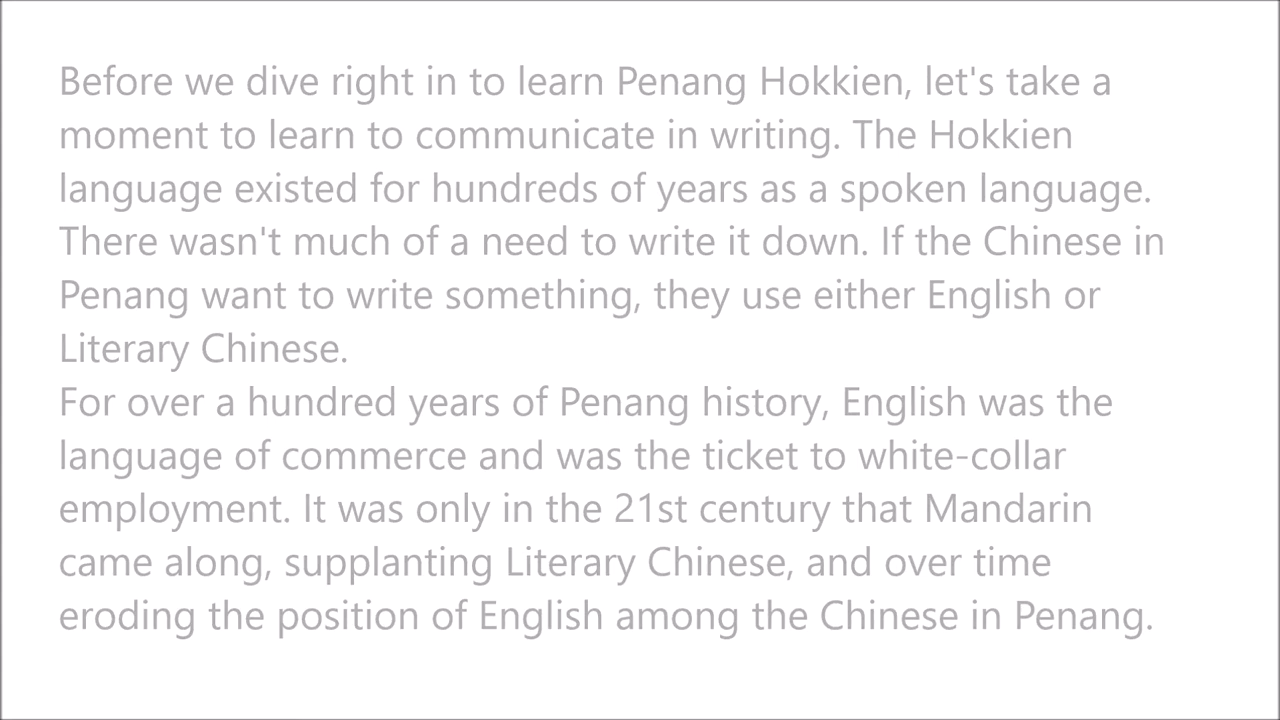 Before we dive right in to learn Penang Hokkien, let's take a
moment to learn to communicate in writing. The Hokkien
language existed for hundreds of years as a spoken language.
There wasn't much of a need to write it down. If the Chinese in
Penang want to write something, they use either English or
Literary Chinese.
For over a hundred years of Penang history, English was the
language of commerce and was the ticket to white-collar
employment. It was only in the 21st century that Mandarin
came along, supplanting Literary Chinese, and over time
eroding the position of English among the Chinese in Penang.